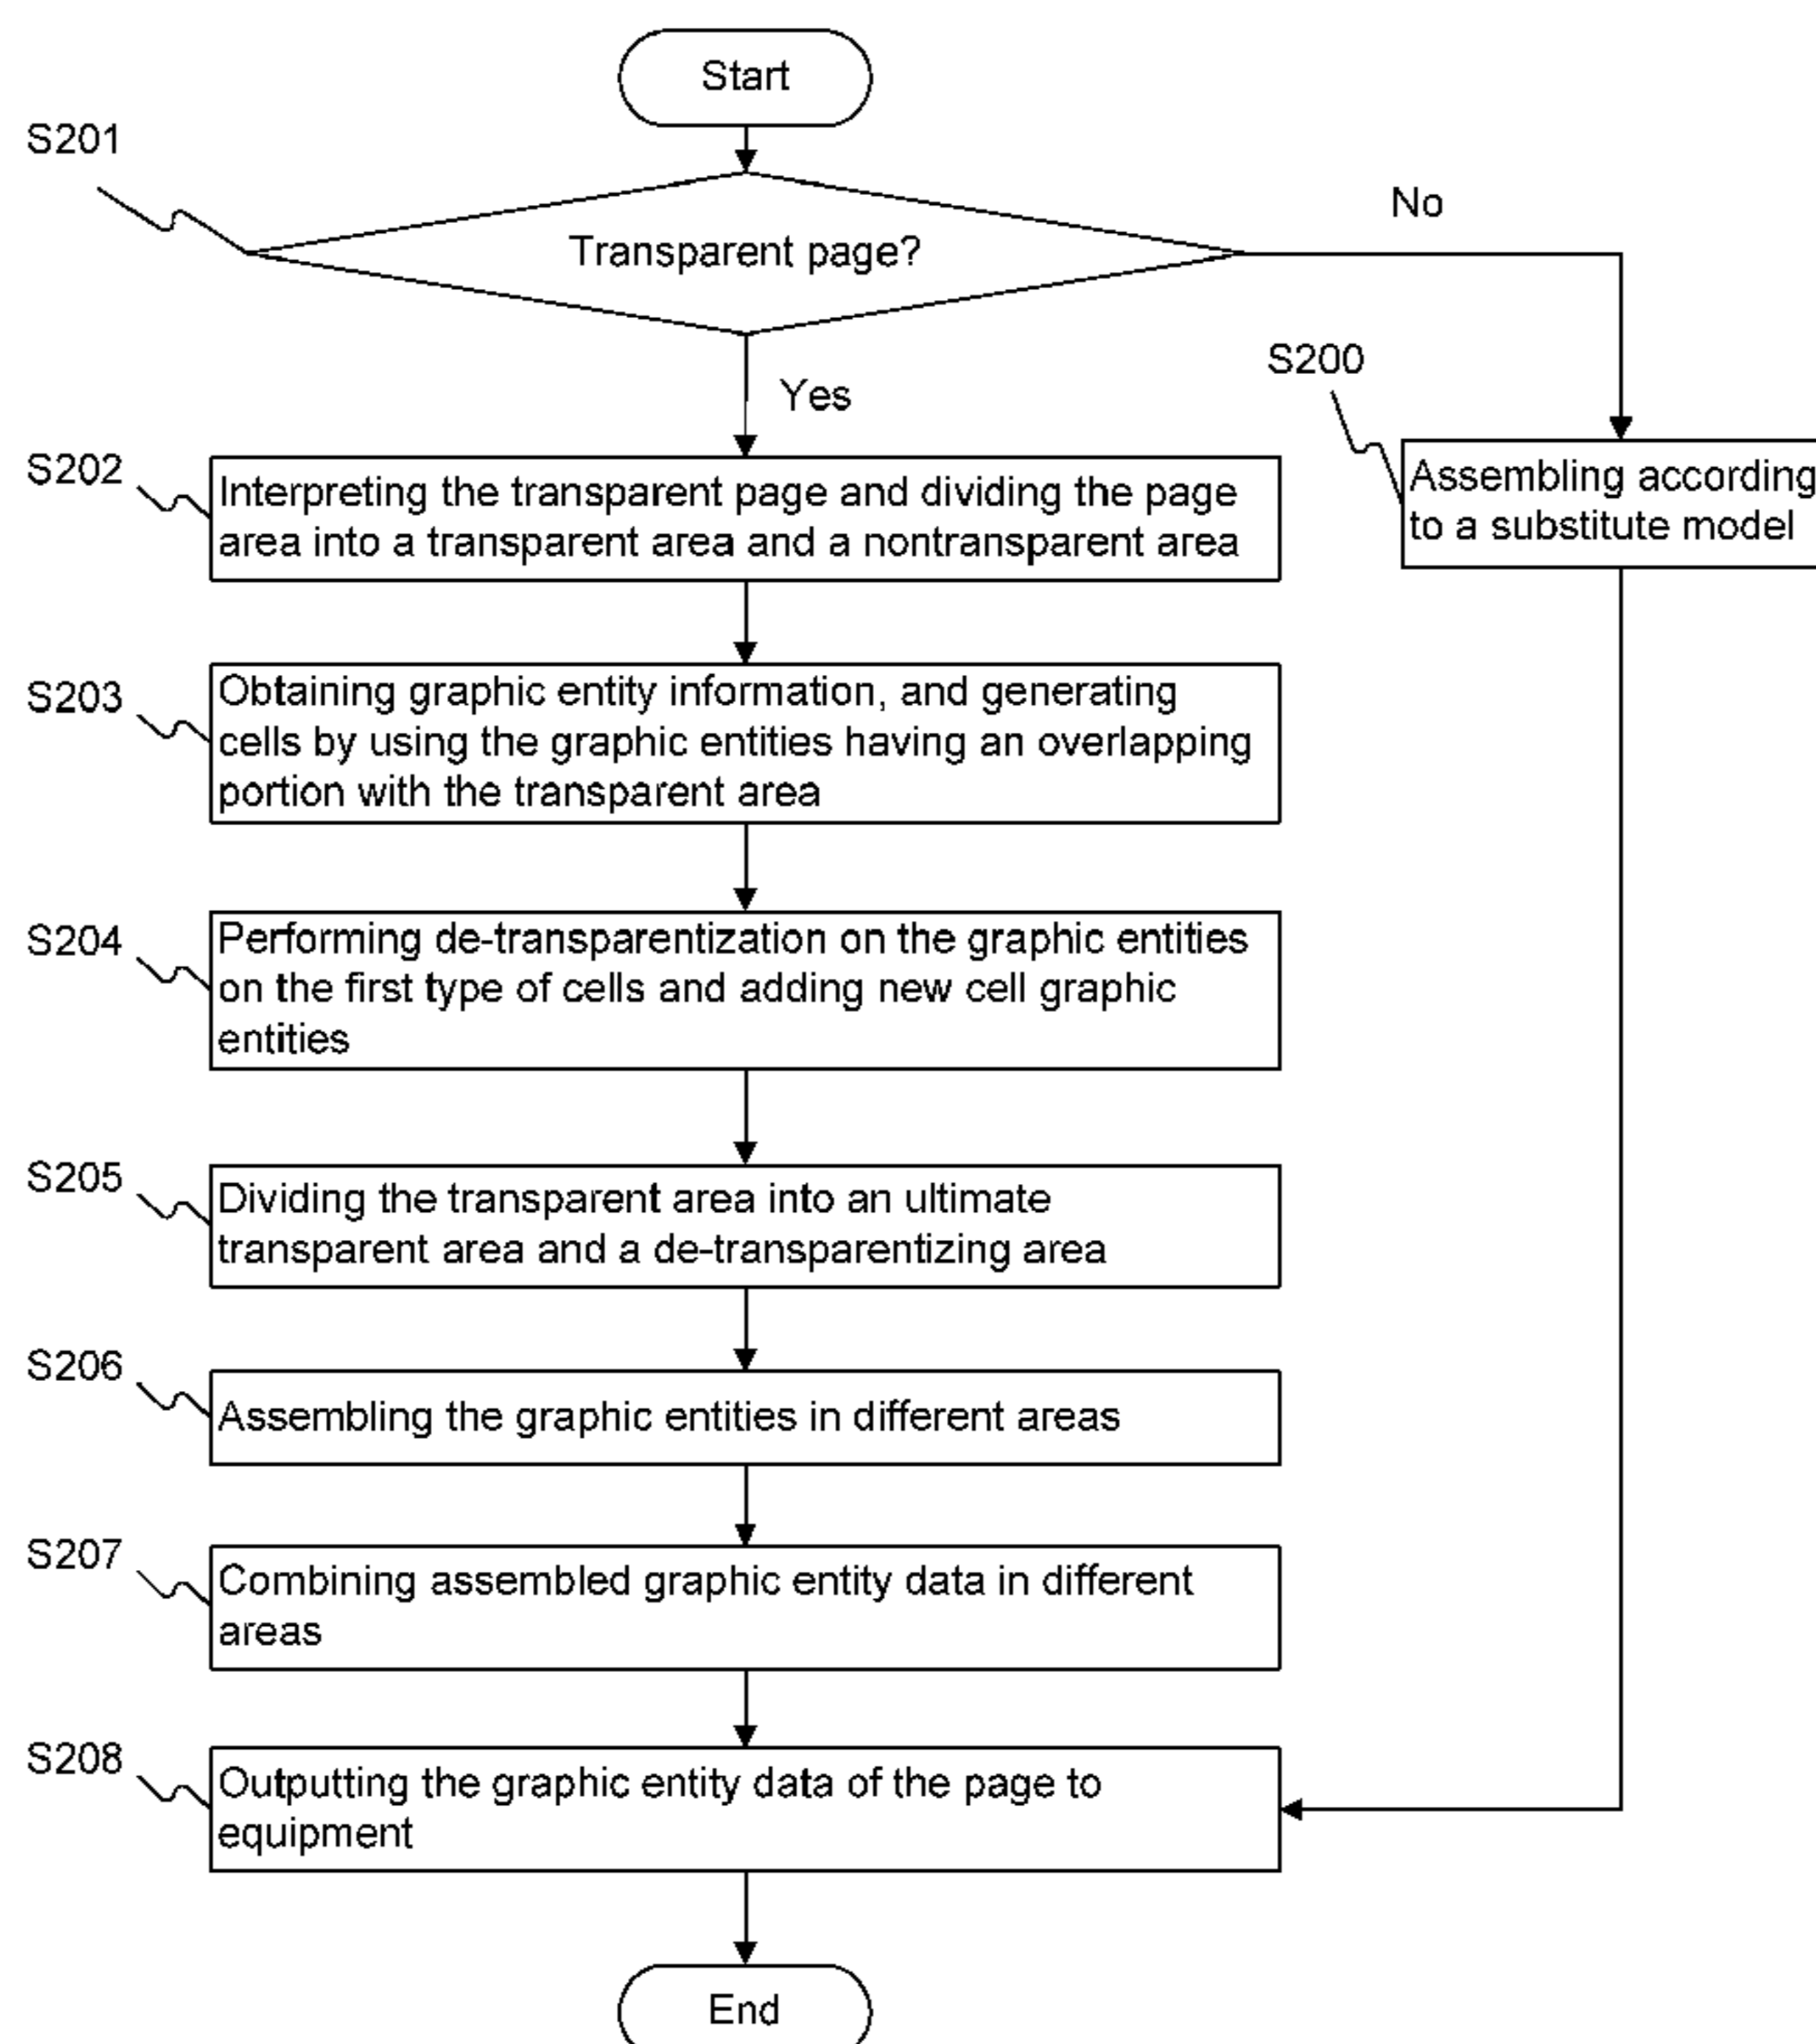 Start
S201
Transparent page?
No
Yes
S200
Assembling according
to a substitute model
S202
Interpreting the transparent page and dividing the page
area into a transparent area and a nontransparent area
S203
Obtaining graphic entity information, and generating
cells by using the graphic entities having an overlapping
portion with the transparent area
S204
Performing de-transparentization on the graphic entities
on the first type of cells and adding new cell graphic
entities
S205
Dividing the transparent area into an ultimate
transparent area and a de-transparentizing area
S206
Assembling the graphic entities in different areas
S207
Combining assembled graphic entity data in different
areas
S208
Outputting the graphic entity data of the page to
equipment
End